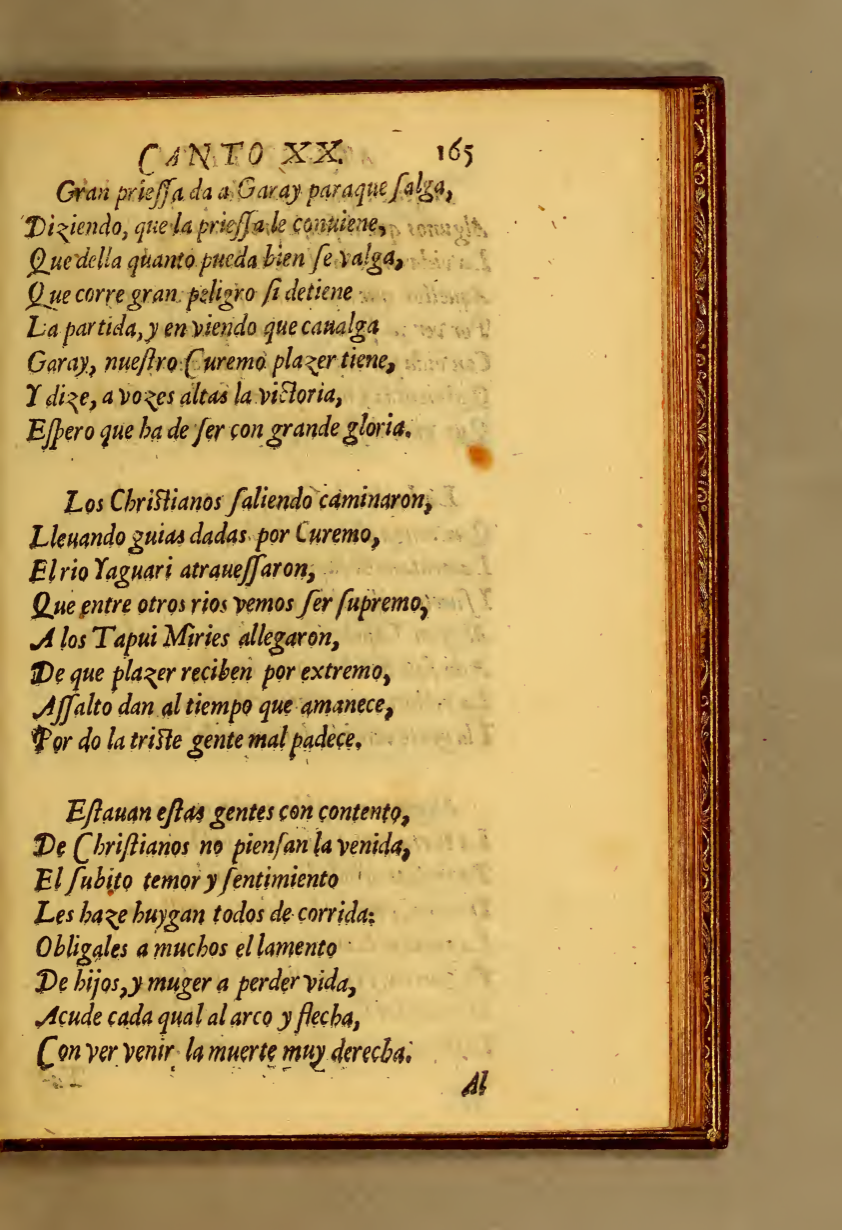 CANTO XX. 165
Gran priessa da a Garay paraque salga,
Diziendo, que la priessa le conuiene,
Que della quanto pueda bien se valga,
Que corre gran peligro si detiene
La partida, y en viendo que caualga
Garay, nuestro Curemo plazer tiene,
Y dize, a vozes altas la victoria,
Espero que ha de ser con grande gloria.
Los Christianos saliendo caminaron,
Lleuando guias dadas por Curemo,
El rio Yaguari atrauessaron,
Que entre otros rios vemos ser supremo,
A los Tapui Miries allegaron,
De que plazer reciben por extremo,
Assalto dan al tiempo que amanece,
Por do la triste gente mal padece.
Estauan estas gentes con contento,
De Christianos no piensan la venida,
El subito temor y sentimiento
Les haze huygan todos de corrida:
Obligales a muchos el lamento
De hijos, y muger a perder vida,
Acude cada qual al arco y flecha,
Con ver venir la muerte muy derecha.
Al